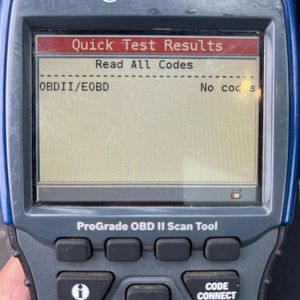 Quick Test Results
Read All Codes
OBDII/EOBD No codes
ProGrade OBD II Scan Tool
i
CODE
CONNECT